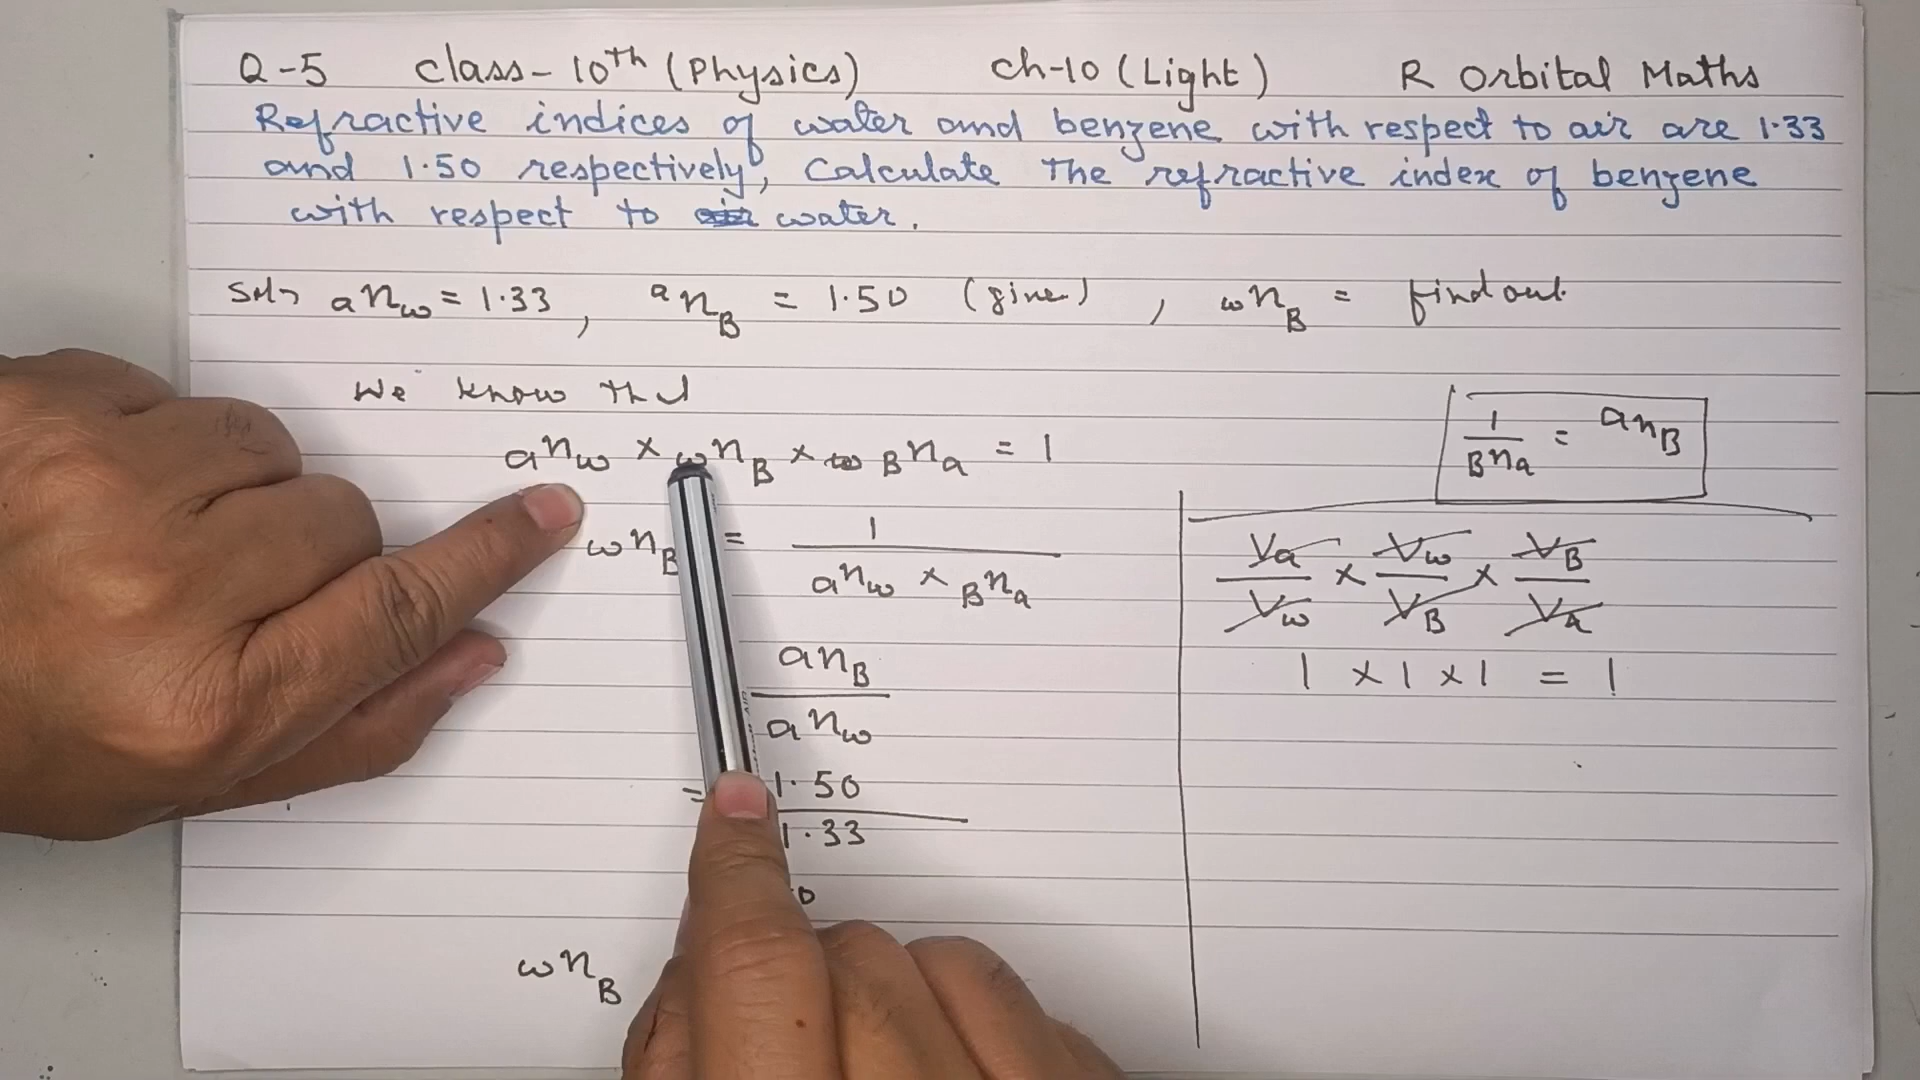 Q-5 class-10th (Physics) ch-10 (Light) R Orbital Maths
Refractive indices of water and benzene with respect to air are 1.33
and 1.50 respectively, Calculate The refractive index of benzene
with respect to water.
Soln anw = 1.33, anB = 1.50 (given), wnB = find out.
We know that
anw × wnB × BnA = 1
1/Bna = anB
wnB = 1/(anw × Bna)
anB/anw
= 1.50/1.33
wnB
Va/Vw × Vw/VB × VB/Va
1 × 1 × 1 = 1